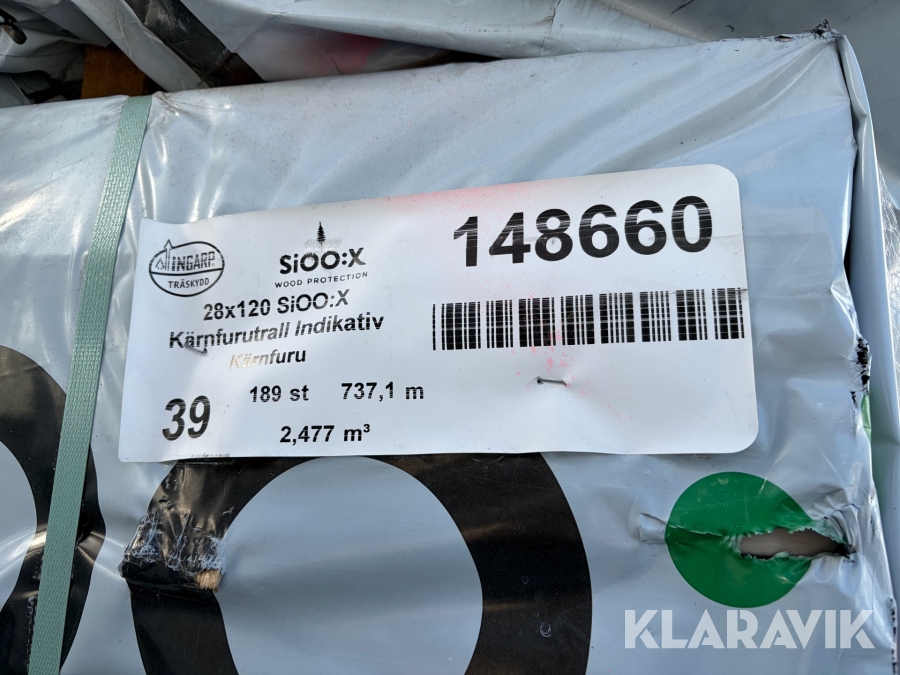 INGARP
TRÄSKYDD
SiOO:X
WOOD PROTECTION
148660
28x120 SiOO:X
Kärnfurutrall Indikativ
Kärnfuru
39
189 st 737,1 m
2,477 m³
KLARAVIK